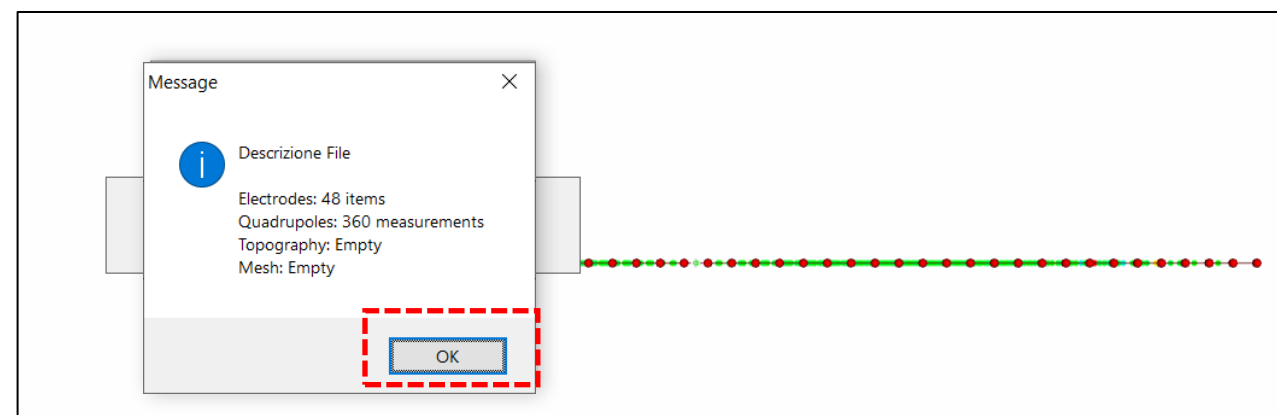 Message
Descrizione File
Electrodes: 48 items
Quadrupoles: 360 measurements
Topography: Empty
Mesh: Empty
OK